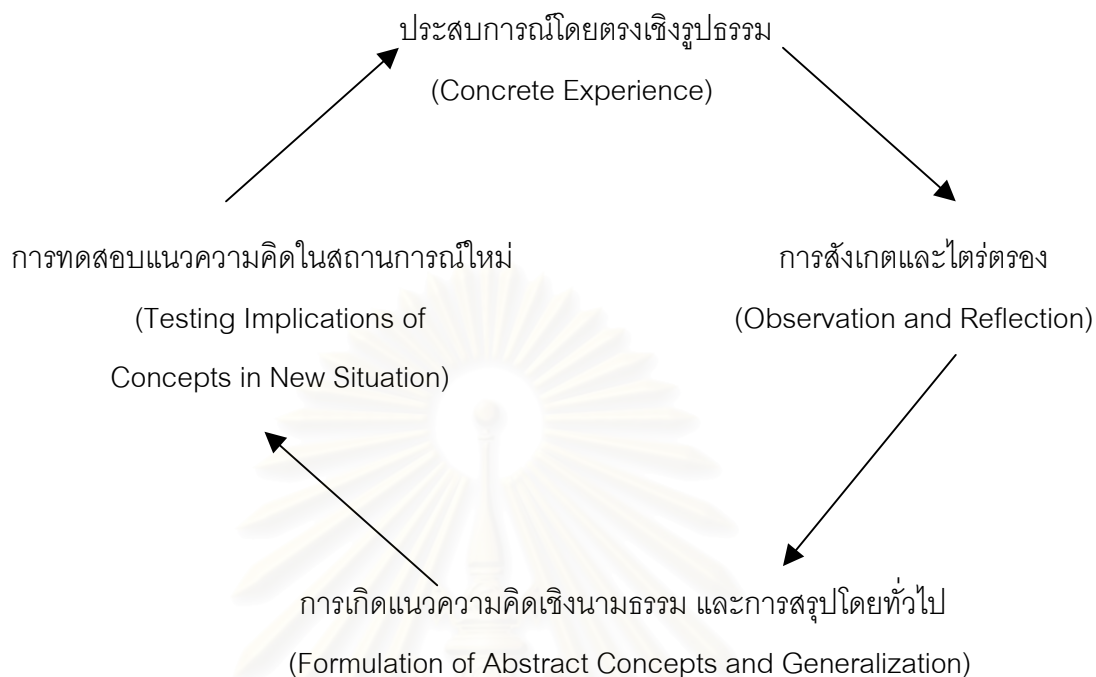 ประสบการณ์โดยตรงเชิงรูปธรรม
(Concrete Experience)
การทดสอบแนวความคิดในสถานการณ์ใหม่
(Testing Implications of
Concepts in New Situation)
การสังเกตและไตร่ตรอง
(Observation and Reflection)
การเกิดแนวความคิดเชิงนามธรรม และการสรุปโดยทั่วไป
(Formulation of Abstract Concepts and Generalization)